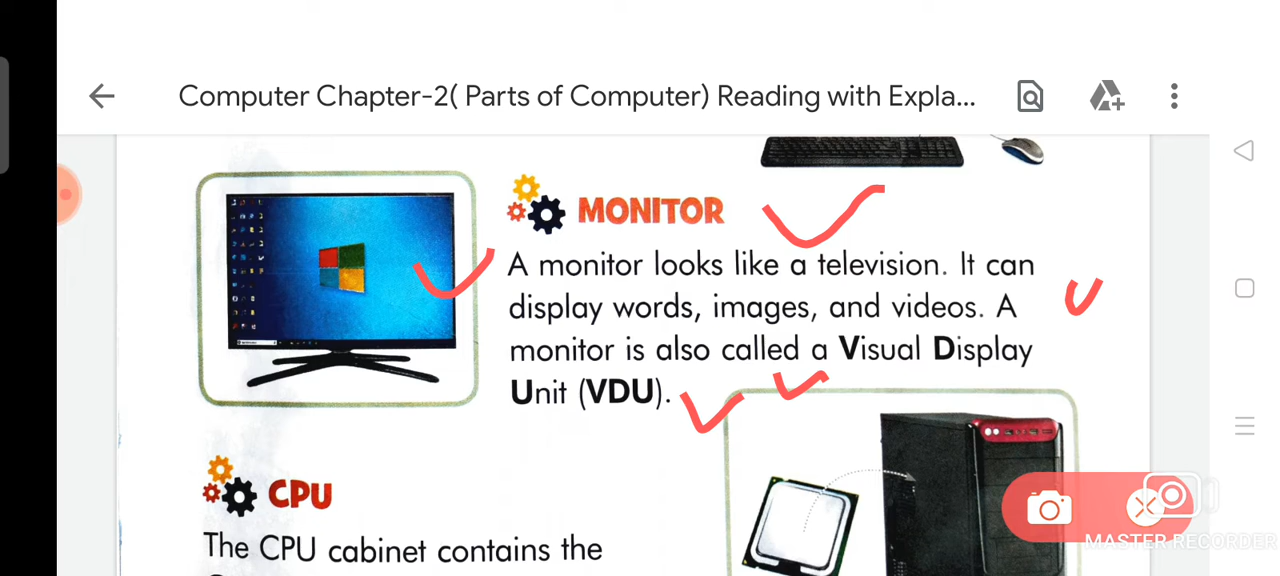 Computer Chapter-2( Parts of Computer) Reading with Expla...
MONITOR
A monitor looks like a television. It can
display words, images, and videos. A
monitor is also called a Visual Display
Unit (VDU).
CPU
The CPU cabinet contains the
MASTER RECORDER